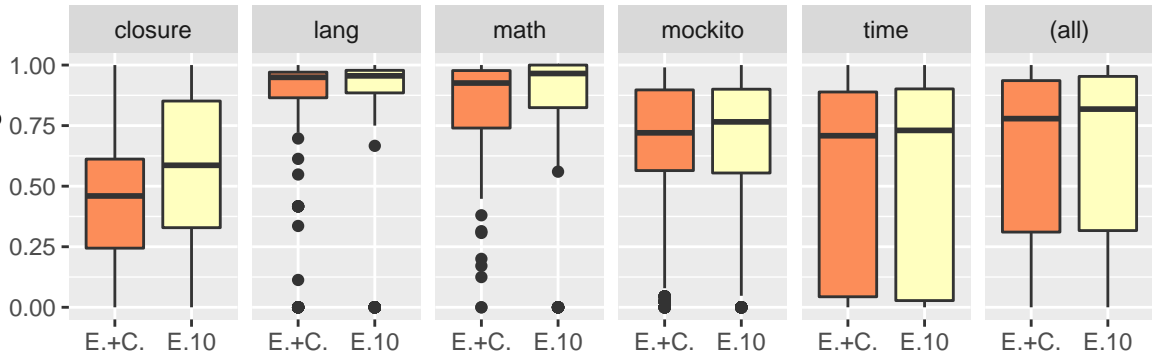 closure lang math mockito time (all)
1.00
0.75
0.50
0.25
0.00
E.+C. E.10 E.+C. E.10 E.+C. E.10 E.+C. E.10 E.+C. E.10 E.+C. E.10